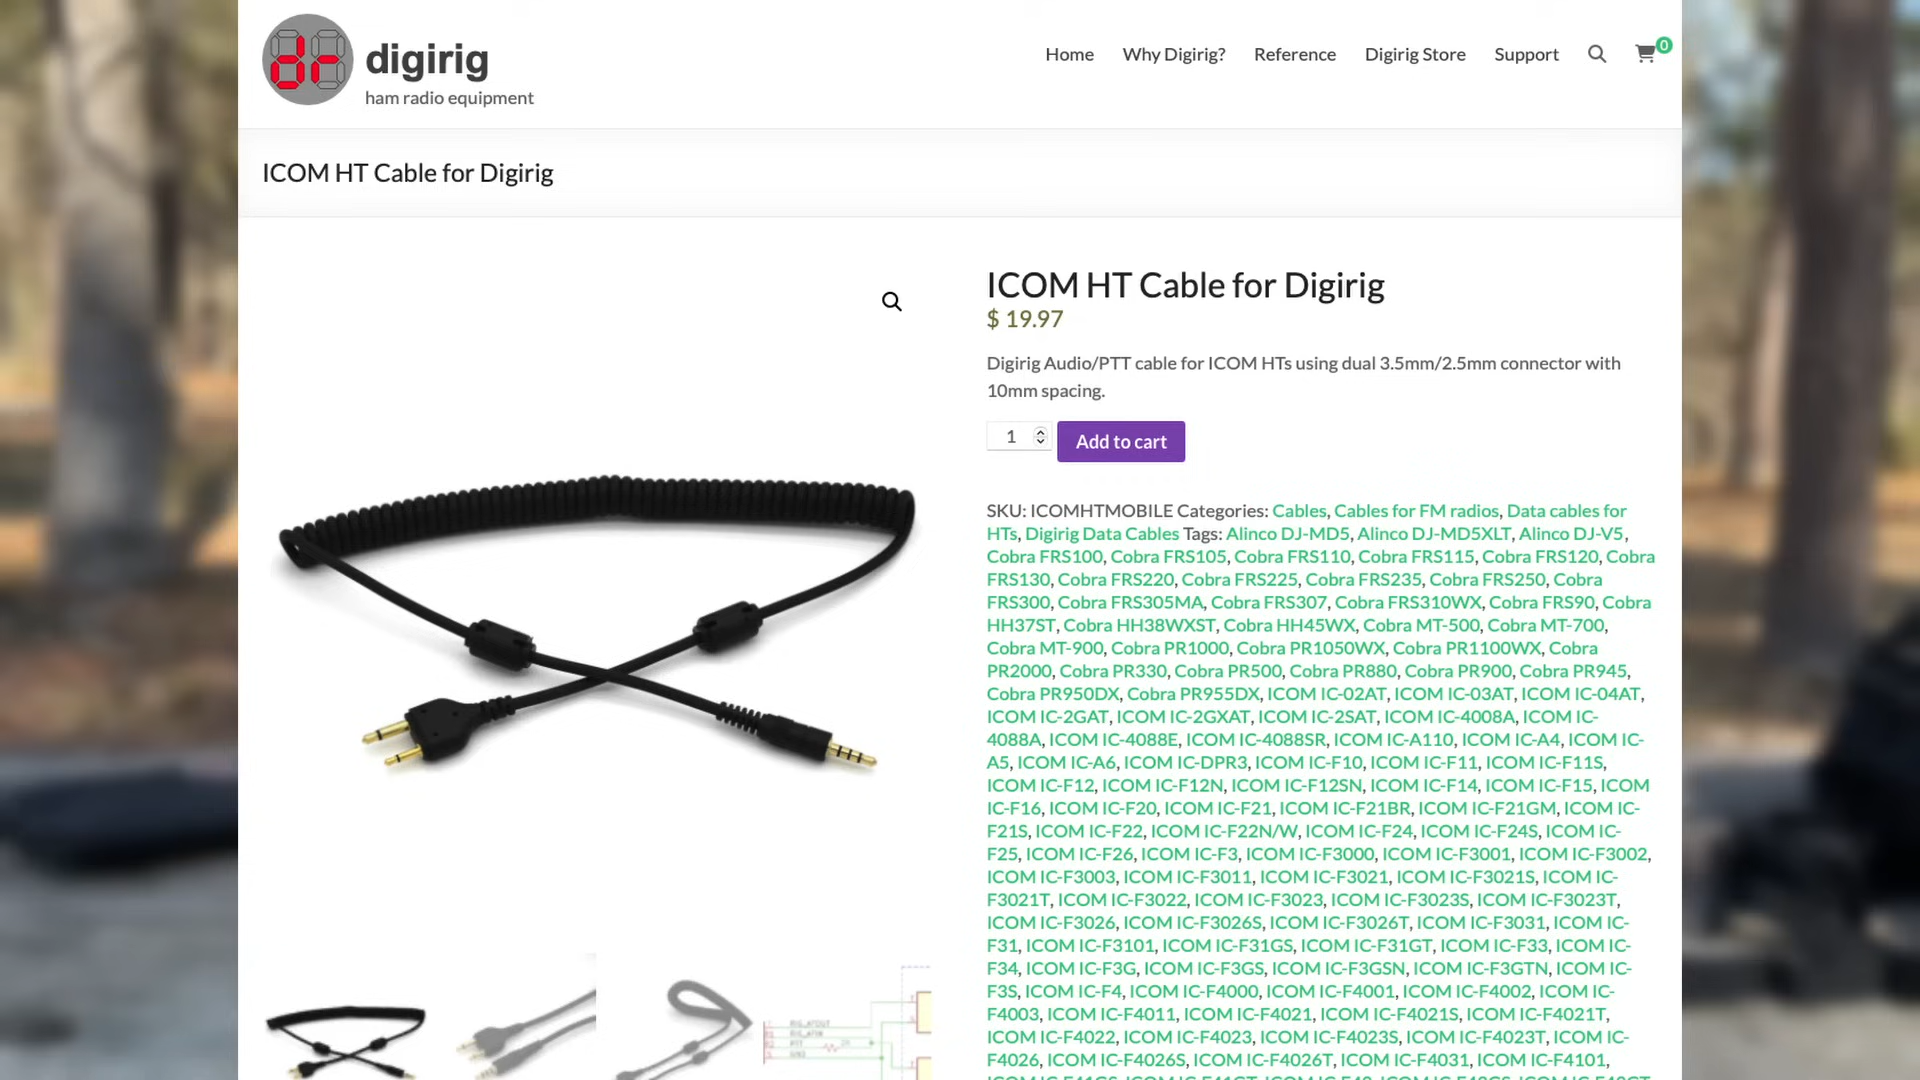 digirig
ham radio equipment
Home Why Digirig? Reference Digirig Store Support 0
ICOM HT Cable for Digirig
ICOM HT Cable for Digirig
$ 19.97
Digirig Audio/PTT cable for ICOM HTs using dual 3.5mm/2.5mm connector with
10mm spacing.
1 Add to cart
SKU: ICOMHTMOBILE Categories: Cables, Cables for FM radios, Data cables for
HTs, Digirig Data Cables Tags: Alinco DJ-MD5, Alinco DJ-MD5XLT, Alinco DJ-V5,
Cobra FRS100, Cobra FRS105, Cobra FRS110, Cobra FRS115, Cobra FRS120, Cobra
FRS130, Cobra FRS220, Cobra FRS225, Cobra FRS235, Cobra FRS250, Cobra
FRS300, Cobra FRS305MA, Cobra FRS307, Cobra FRS310WX, Cobra FRS90, Cobra
HH37ST, Cobra HH38WXST, Cobra HH45WX, Cobra MT-500, Cobra MT-700,
Cobra MT-900, Cobra PR1000, Cobra PR1050WX, Cobra PR1100WX, Cobra
PR2000, Cobra PR330, Cobra PR500, Cobra PR880, Cobra PR900, Cobra PR945,
Cobra PR950DX, Cobra PR955DX, ICOM IC-02AT, ICOM IC-03AT, ICOM IC-04AT,
ICOM IC-2GAT, ICOM IC-2GXAT, ICOM IC-2SAT, ICOM IC-4008A, ICOM IC-
4088A, ICOM IC-4088E, ICOM IC-4088SR, ICOM IC-A110, ICOM IC-A4, ICOM IC-
A5, ICOM IC-A6, ICOM IC-DPR3, ICOM IC-F10, ICOM IC-F11, ICOM IC-F11S,
ICOM IC-F12, ICOM IC-F12N, ICOM IC-F12SN, ICOM IC-F14, ICOM IC-F15, ICOM
IC-F16, ICOM IC-F20, ICOM IC-F21, ICOM IC-F21BR, ICOM IC-F21GM, ICOM IC-
F21S, ICOM IC-F22, ICOM IC-F22N/W, ICOM IC-F24, ICOM IC-F24S, ICOM IC-
F25, ICOM IC-F26, ICOM IC-F3, ICOM IC-F3000, ICOM IC-F3001, ICOM IC-F3002,
ICOM IC-F3003, ICOM IC-F3011, ICOM IC-F3021, ICOM IC-F3021S, ICOM IC-
F3021T, ICOM IC-F3022, ICOM IC-F3023, ICOM IC-F3023S, ICOM IC-F3023T,
ICOM IC-F3026, ICOM IC-F3026S, ICOM IC-F3026T, ICOM IC-F3031, ICOM IC-
F31, ICOM IC-F3101, ICOM IC-F31GS, ICOM IC-F31GT, ICOM IC-F33, ICOM IC-
F34, ICOM IC-F3G, ICOM IC-F3GS, ICOM IC-F3GSN, ICOM IC-F3GTN, ICOM IC-
F3S, ICOM IC-F4, ICOM IC-F4000, ICOM IC-F4001, ICOM IC-F4002, ICOM IC-
F4003, ICOM IC-F4011, ICOM IC-F4021, ICOM IC-F4021S, ICOM IC-F4021T,
ICOM IC-F4022, ICOM IC-F4023, ICOM IC-F4023S, ICOM IC-F4023T, ICOM IC-
F4026, ICOM IC-F4026S, ICOM IC-F4026T, ICOM IC-F4031, ICOM IC-F4101,